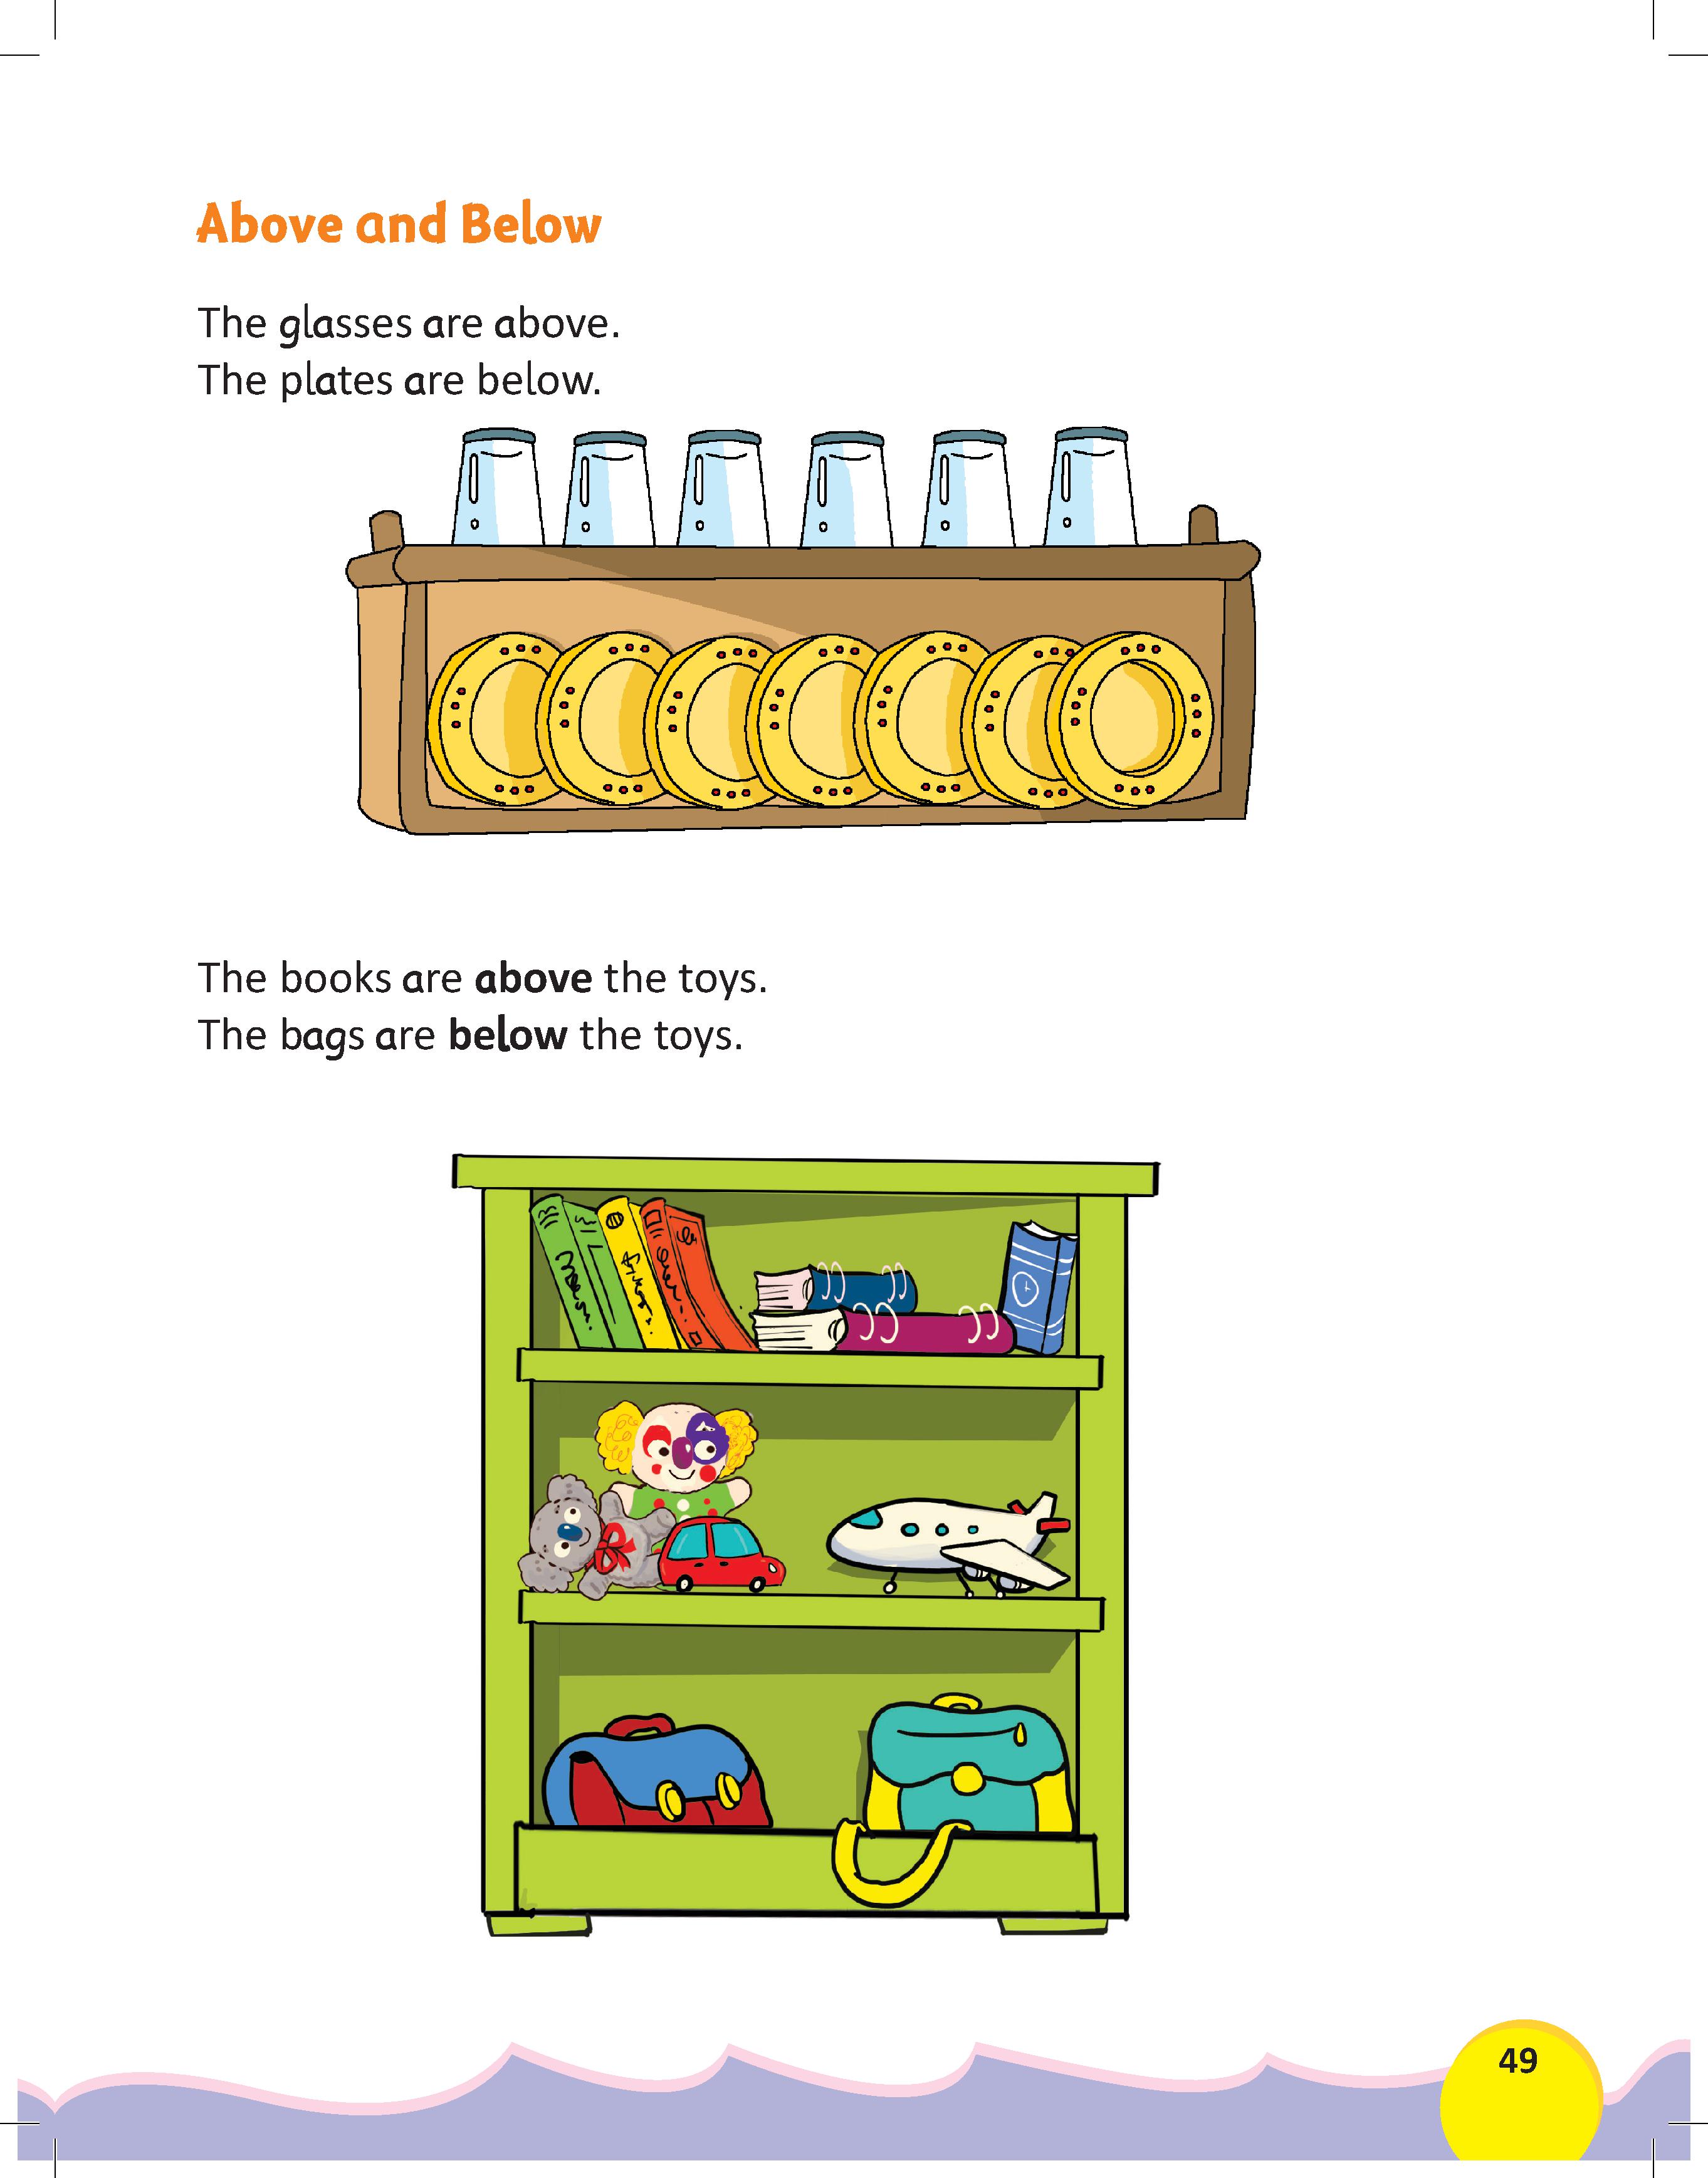 Above and Below
The glasses are above.
The plates are below.
The books are above the toys.
The bags are below the toys.
49